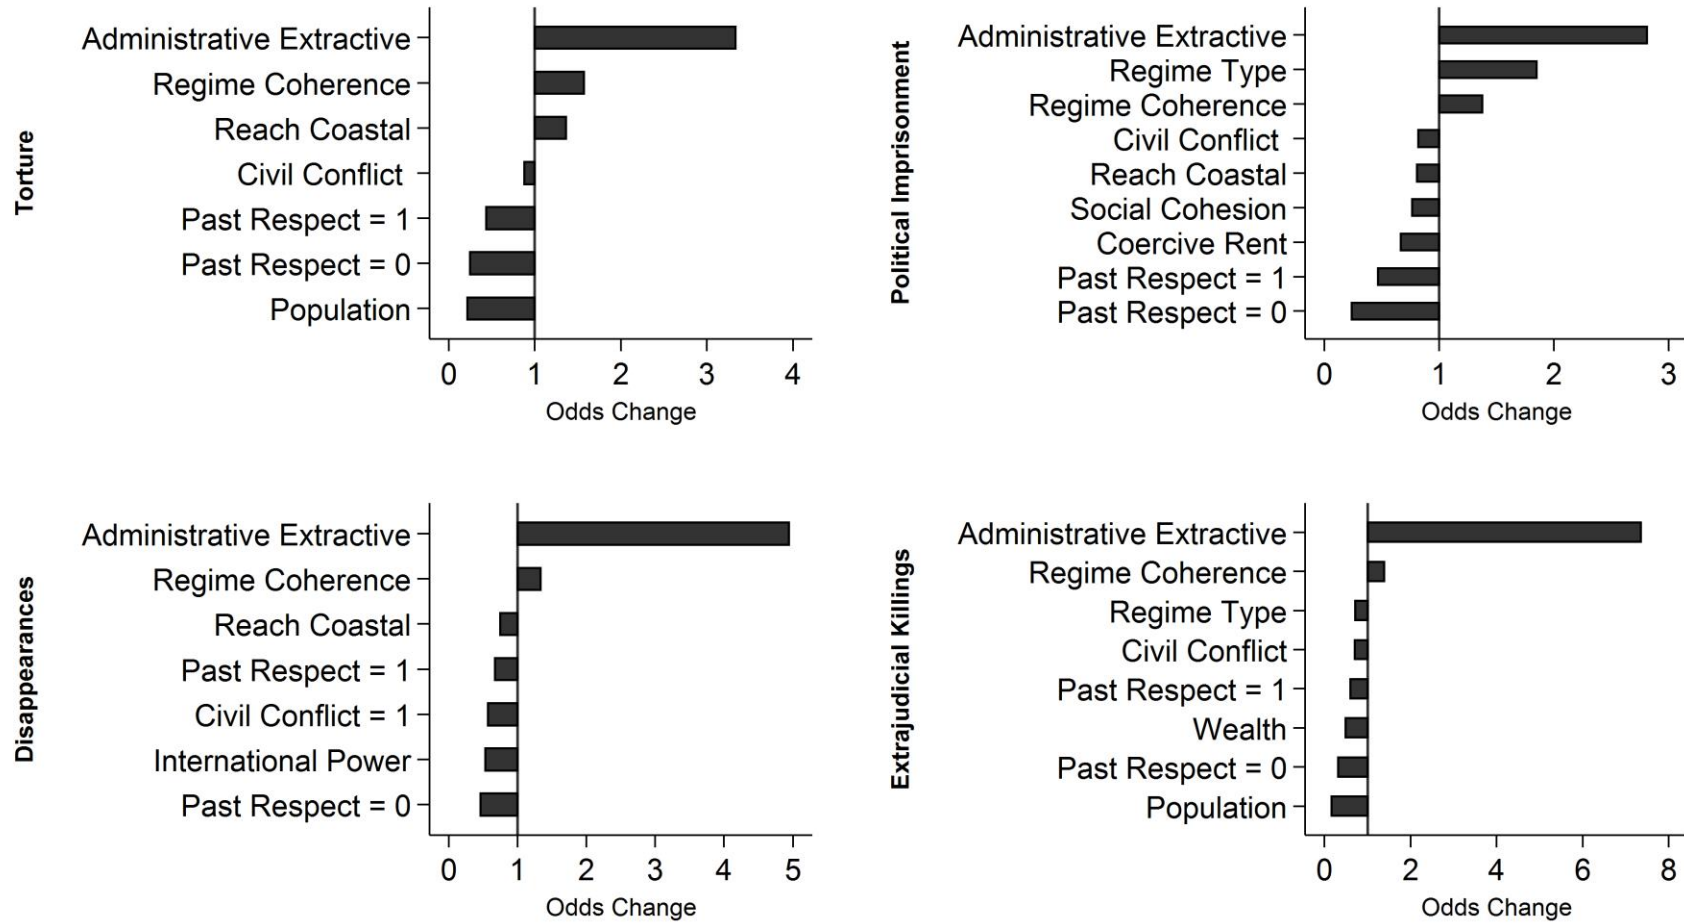 Torture
Administrative Extractive
Regime Coherence
Reach Coastal
Civil Conflict
Past Respect = 1
Past Respect = 0
Population
0 1 2 3 4
Odds Change
Political Imprisonment
Administrative Extractive
Regime Type
Regime Coherence
Civil Conflict
Reach Coastal
Social Cohesion
Coercive Rent
Past Respect = 1
Past Respect = 0
0 1 2 3
Odds Change
Disappearances
Administrative Extractive
Regime Coherence
Reach Coastal
Past Respect = 1
Civil Conflict = 1
International Power
Past Respect = 0
0 1 2 3 4 5
Odds Change
Extrajudicial Killings
Administrative Extractive
Regime Coherence
Regime Type
Civil Conflict
Past Respect = 1
Wealth
Past Respect = 0
Population
0 2 4 6 8
Odds Change